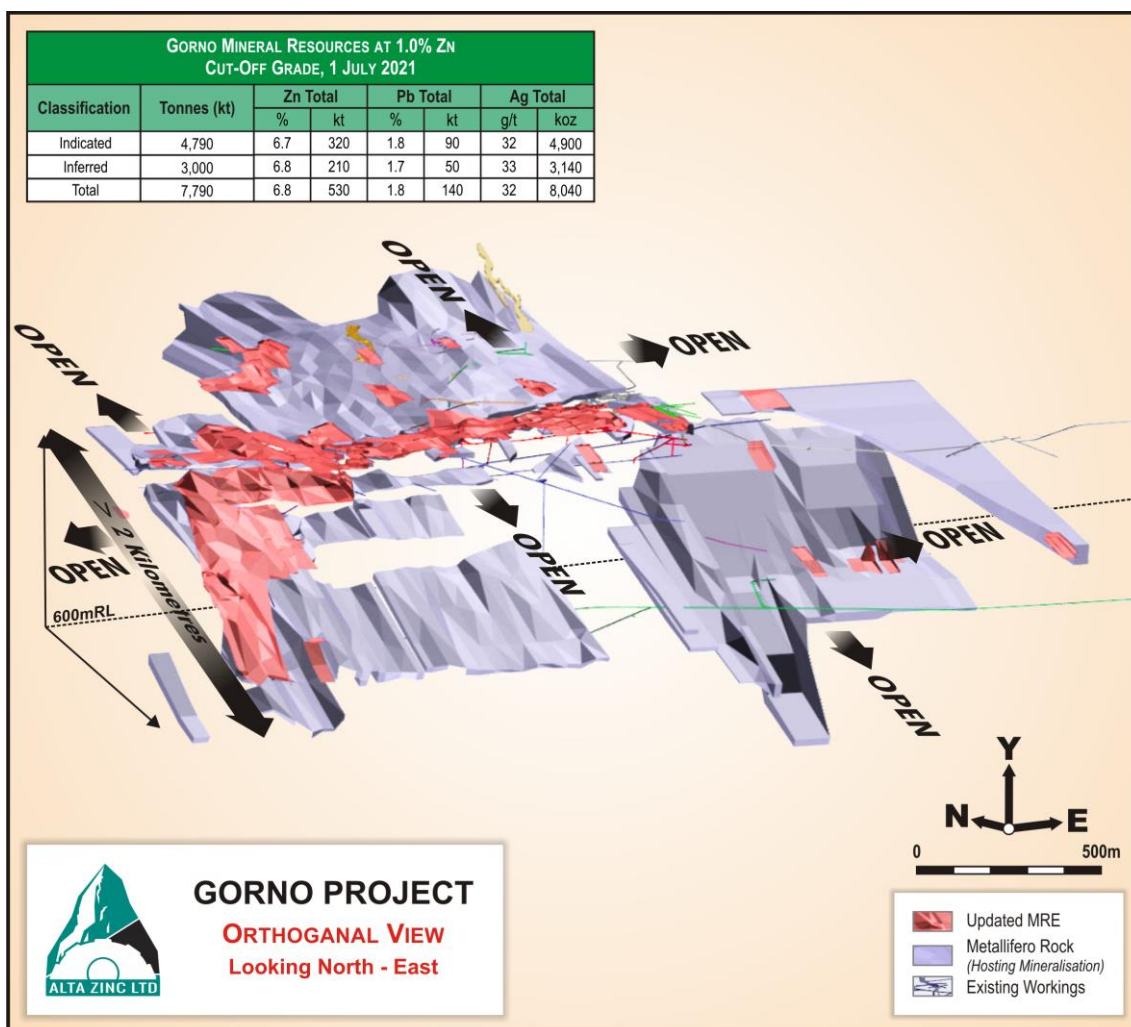 GORNO MINERAL RESOURCES AT 1.0% ZN
CUT-OFF GRADE, 1 JULY 2021
Classification Tonnes (kt) Zn Total Pb Total Ag Total
% kt % kt g/t koz
Indicated 4,790 6.7 320 1.8 90 32 4,900
Inferred 3,000 6.8 210 1.7 50 33 3,140
Total 7,790 6.8 530 1.8 140 32 8,040
OPEN
OPEN
OPEN
OPEN
OPEN
OPEN
OPEN
> 2 Kilometres
600mRL
Y
N E
0 500m
GORNO PROJECT
ORTHOGANAL VIEW
Looking North - East
ALTA ZINC LTD
Updated MRE
Metallifero Rock
(Hosting Mineralisation)
Existing Workings